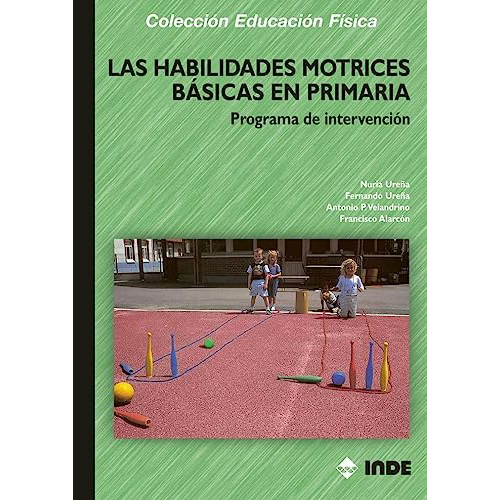 Colección Educación Física
LAS HABILIDADES MOTRICES
BÁSICAS EN PRIMARIA
Programa de intervención
Nuria Ureña
Fernando Ureña
Antonio P. Velandrino
Francisco Alarcón
INDE